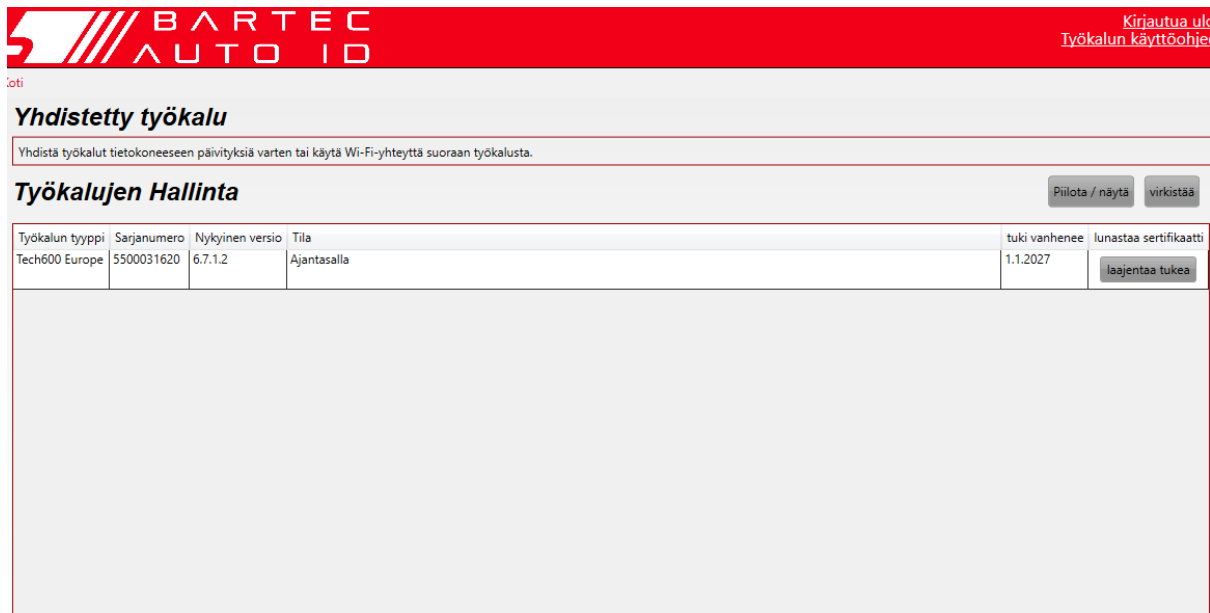 BARTEC
AUTO ID
Kirjautua ulo
Työkalun käyttöohje
Koti
Yhdistetty työkalu
Yhdistä työkalut tietokoneeseen päivityksiä varten tai käytä Wi-Fi-yhteyttä suoraan työkalusta.
Työkalujen Hallinta
Piilota / näytä virkistää
Työkalun tyyppi Sarjanumero Nykyinen versio Tila tuki vanhenee lunastaa sertifikaatti
Tech600 Europe 5500031620 6.7.1.2 Ajantasalla 1.1.2027 laajentaa tukea